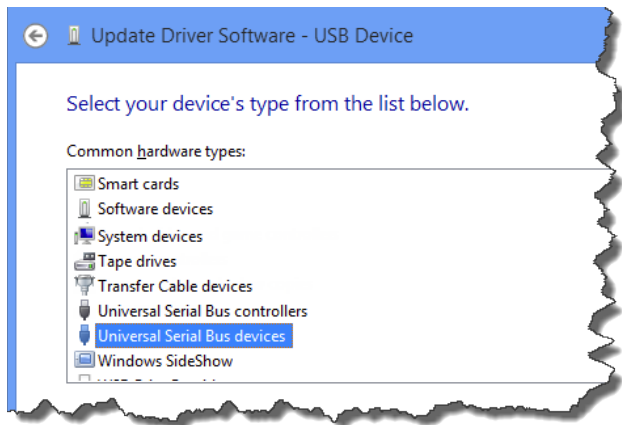 Update Driver Software - USB Device
Select your device's type from the list below.
Common hardware types:
Smart cards
Software devices
System devices
Tape drives
Transfer Cable devices
Universal Serial Bus controllers
Universal Serial Bus devices
Windows SideShow